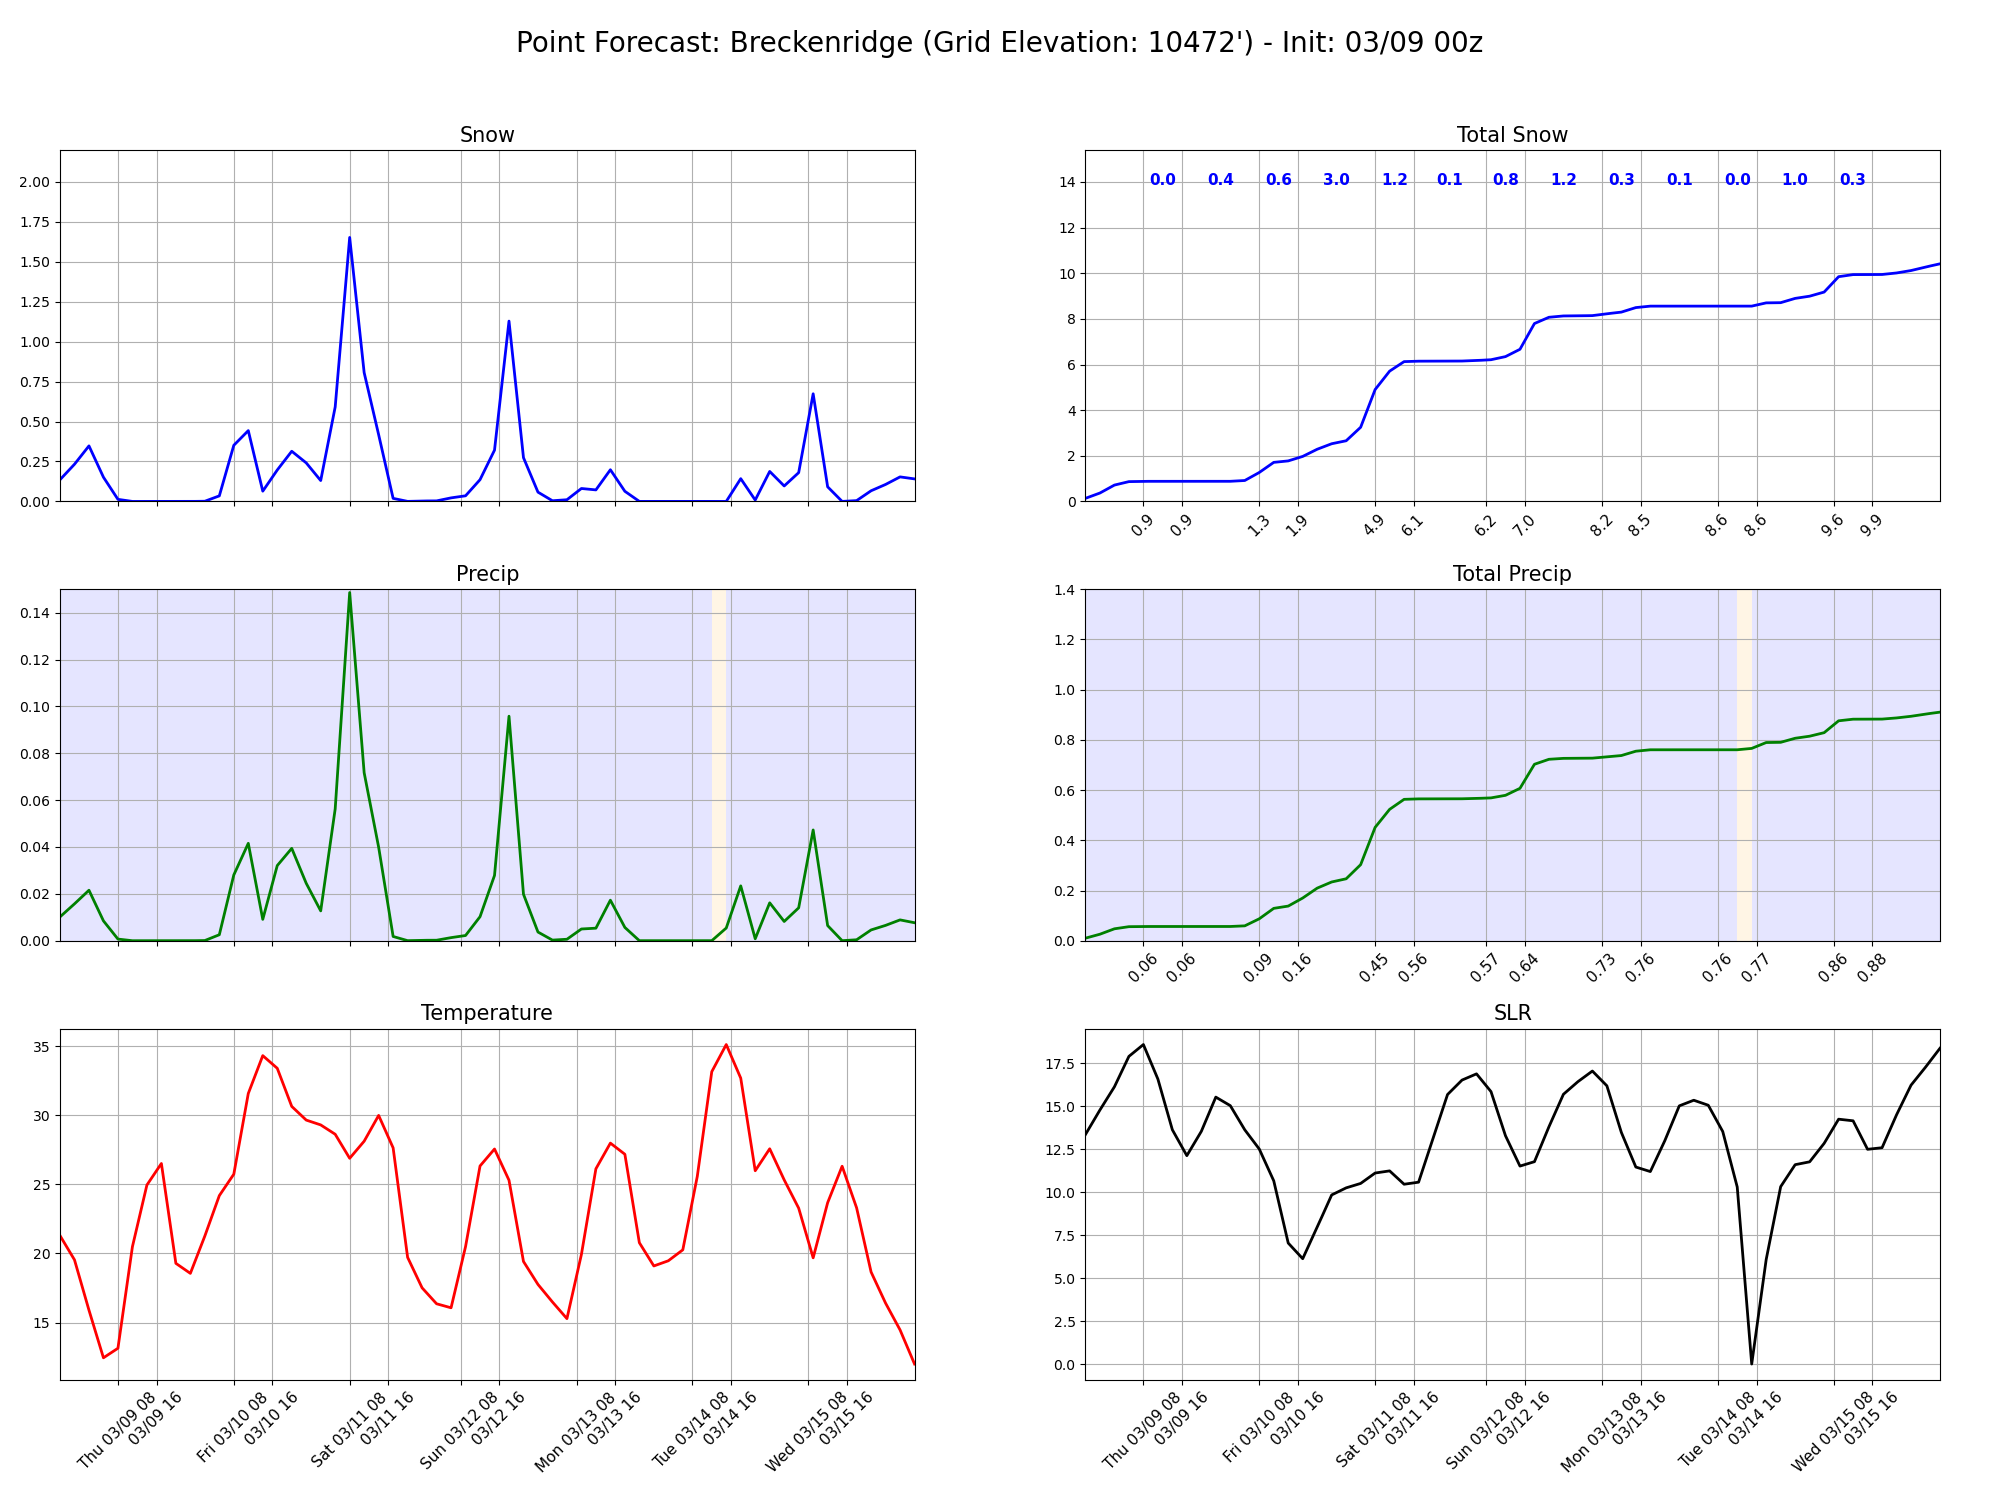 Point Forecast: Breckenridge (Grid Elevation: 10472') - Init: 03/09 00z
Snow
2.00
1.75
1.50
1.25
1.00
0.75
0.50
0.25
0.00
Total Snow
14
12
10
8
6
4
2
0
0.0 0.4 0.6 3.0 1.2 0.1 0.8 1.2 0.3 0.1 0.0 1.0 0.3
0.9 0.9 1.3 1.9 4.9 6.1 6.2 7.0 8.2 8.5 8.6 8.6 9.6 9.9
Precip
0.14
0.12
0.10
0.08
0.06
0.04
0.02
0.00
Total Precip
1.4
1.2
1.0
0.8
0.6
0.4
0.2
0.0
0.06 0.06 0.09 0.16 0.45 0.56 0.57 0.64 0.73 0.76 0.76 0.77 0.86 0.88
Temperature
35
30
25
20
15
Thu 03/09 08
03/09 16
Fri 03/10 08
03/10 16
Sat 03/11 08
03/11 16
Sun 03/12 08
03/12 16
Mon 03/13 08
03/13 16
Tue 03/14 08
03/14 16
Wed 03/15 08
03/15 16
SLR
17.5
15.0
12.5
10.0
7.5
5.0
2.5
0.0
Thu 03/09 08
03/09 16
Fri 03/10 08
03/10 16
Sat 03/11 08
03/11 16
Sun 03/12 08
03/12 16
Mon 03/13 08
03/13 16
Tue 03/14 08
03/14 16
Wed 03/15 08
03/15 16